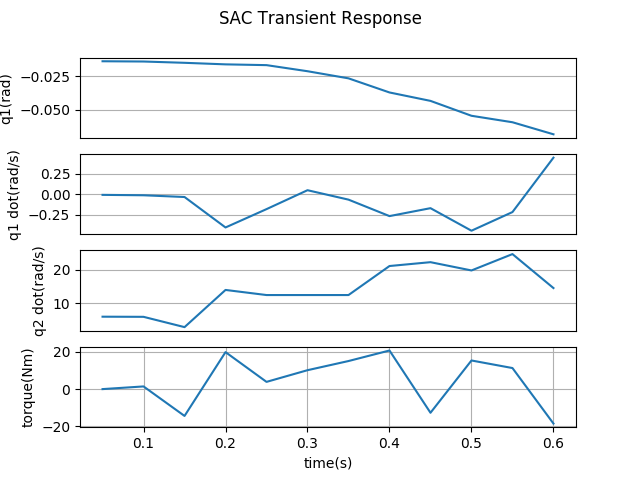 SAC Transient Response
q1(rad)
−0.025
−0.050
q1 dot(rad/s)
0.25
0.00
−0.25
q2 dot(rad/s)
20
10
torque(Nm)
20
0
−20
0.1 0.2 0.3 0.4 0.5 0.6
time(s)